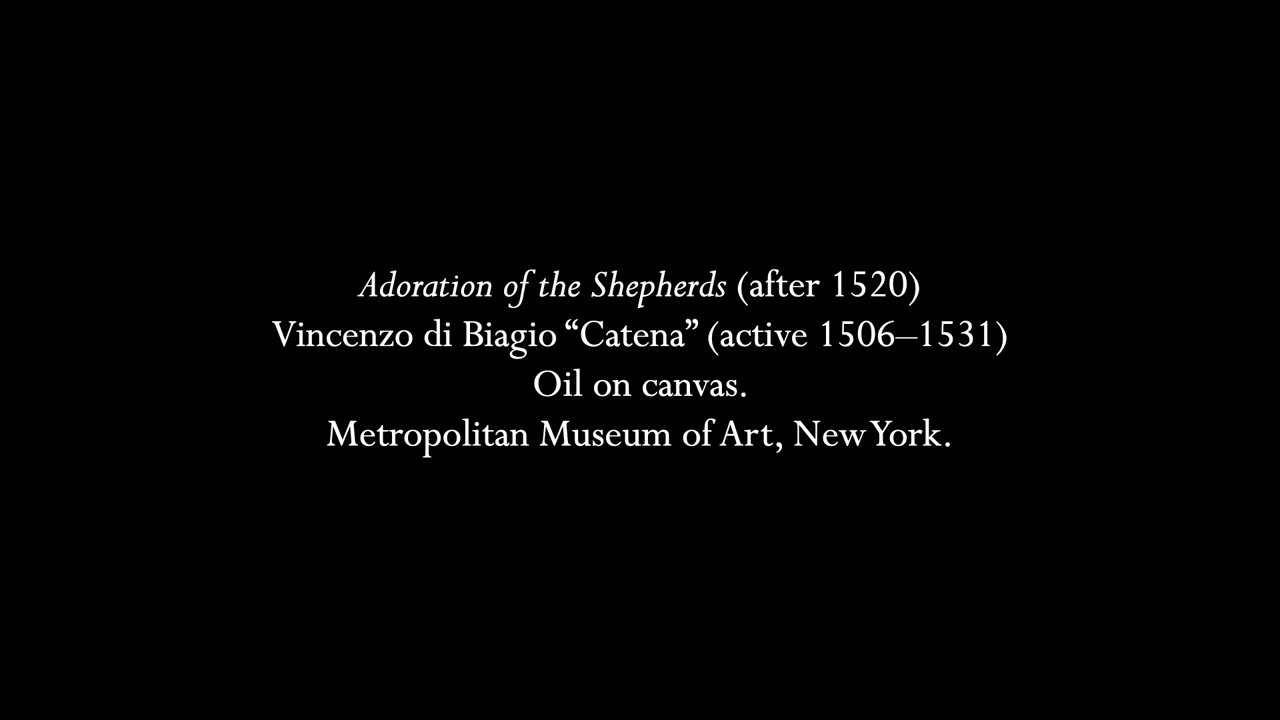 Adoration of the Shepherds (after 1520)
Vincenzo di Biagio “Catena” (active 1506–1531)
Oil on canvas.
Metropolitan Museum of Art, New York.